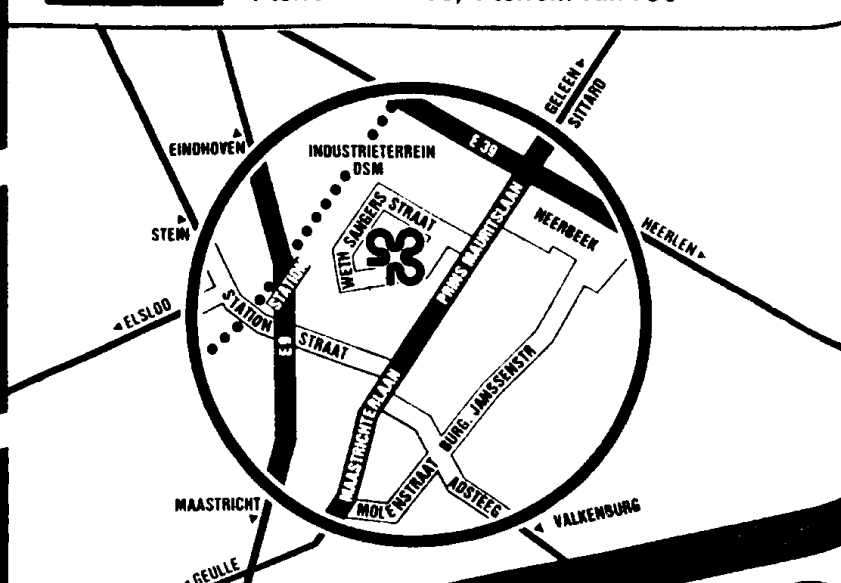 GELEEN
SITTARD
EINDHOVEN
E 39
INDUSTRIETERREIN
DSM
WETH SANGERS STRAAT
PRINS MAURITSLAAN
NEERBEEK
HEERLEN
STEIN
STATION
ELSLOO
STATION STRAAT
E9
BURG. JANSSENSTR
MAASTRICHTERLAAN
MOLENSTRAAT
ADSTEEG
MAASTRICHT
VALKENBURG
GEULLE